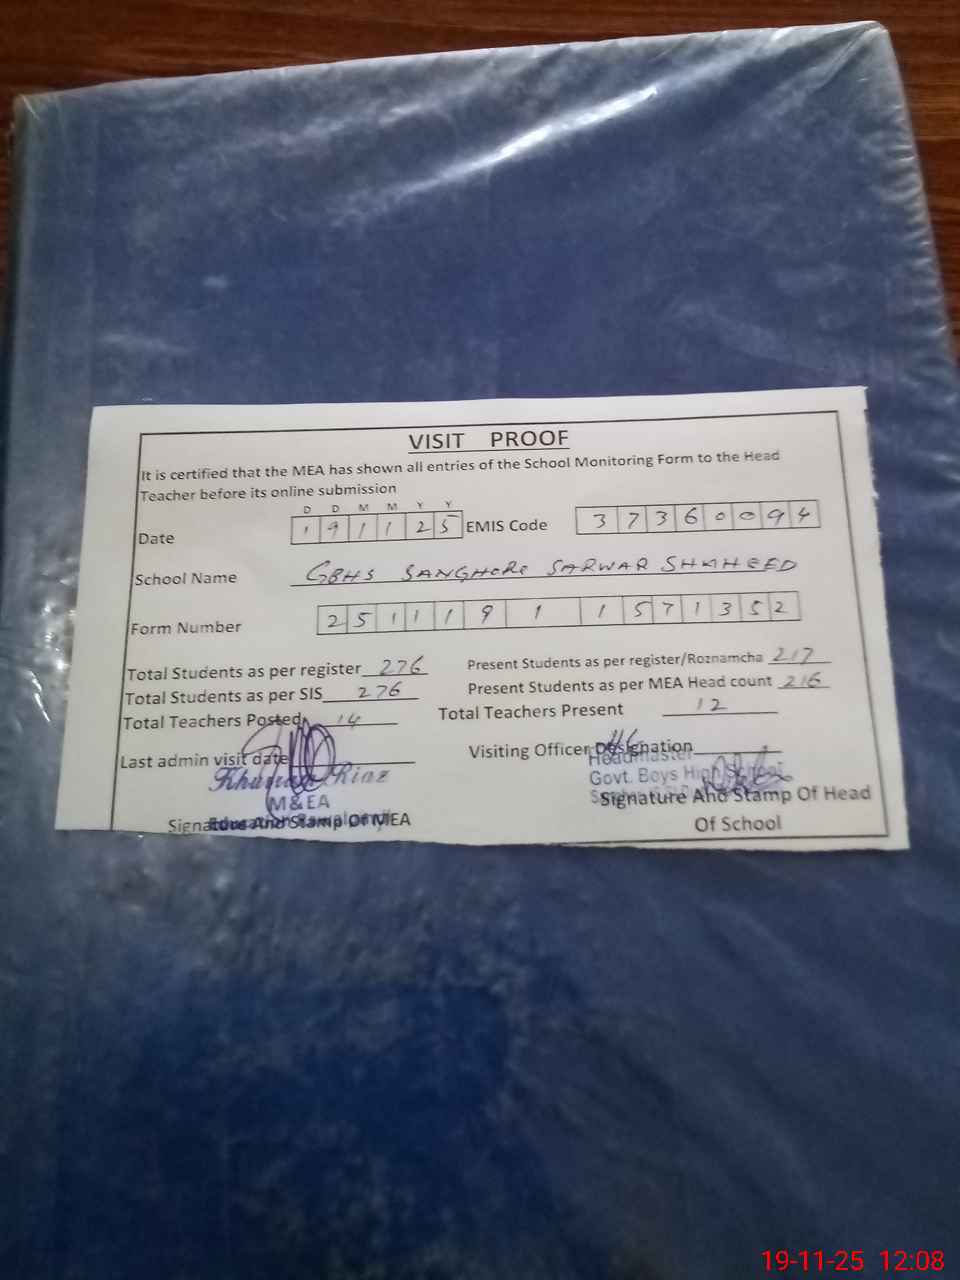 VISIT PROOF
It is certified that the MEA has shown all entries of the School Monitoring Form to the Head
Teacher before its online submission
D D M M Y Y
Date 1 9 1 1 2 5 EMIS Code 3 7 3 6 0 0 9 4
School Name GBHS SANGHORE SARWAR SHAHEED
Form Number 2 5 1 1 1 9 1 1 5 7 1 3 5 2
Total Students as per register 276 Present Students as per register/Roznamcha 217
Total Students as per SIS 276 Present Students as per MEA Head count 216
Total Teachers Posted 14 Total Teachers Present 12
Last admin visit date Visiting Officer Designation
Riaz Headmaster
M&EA Govt. Boys High School
Signature And Stamp Of MEA Signature And Stamp Of Head
Of School
19-11-25 12:08